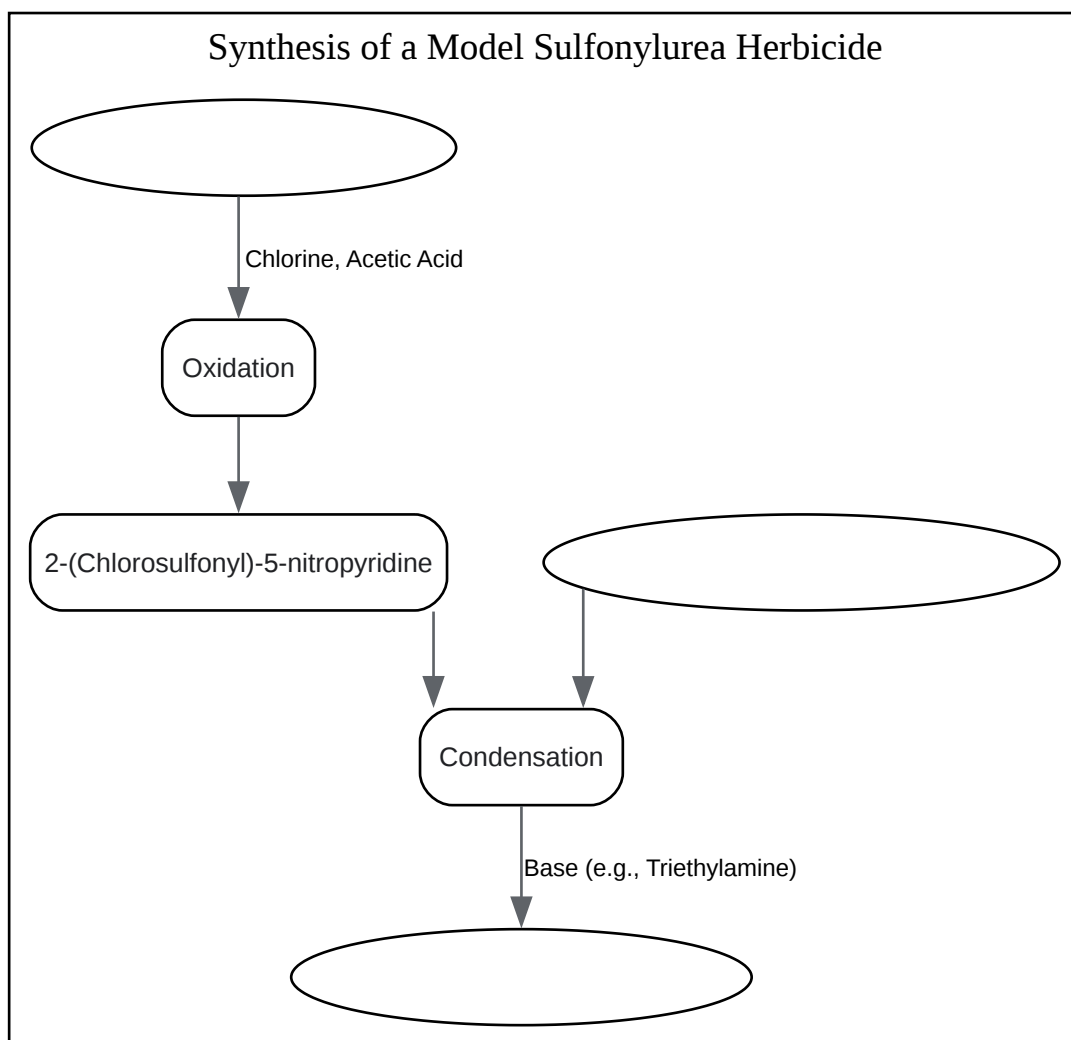 Synthesis of a Model Sulfonylurea Herbicide
Chlorine, Acetic Acid
Oxidation
2-(Chlorosulfonyl)-5-nitropyridine
Condensation
Base (e.g., Triethylamine)